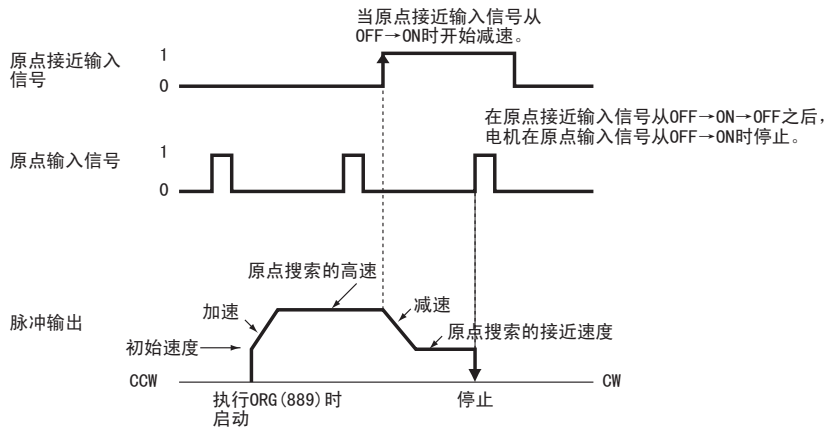 当原点接近输入信号从
OFF→ON时开始减速。
原点接近输入
信号
1
0
在原点接近输入信号从OFF→ON→OFF之后,
电机在原点输入信号从OFF→ON时停止。
原点输入信号
1
0
原点搜索的高速
脉冲输出
加速
减速
初始速度
原点搜索的接近速度
CCW
CW
执行ORG(889)时
启动
停止